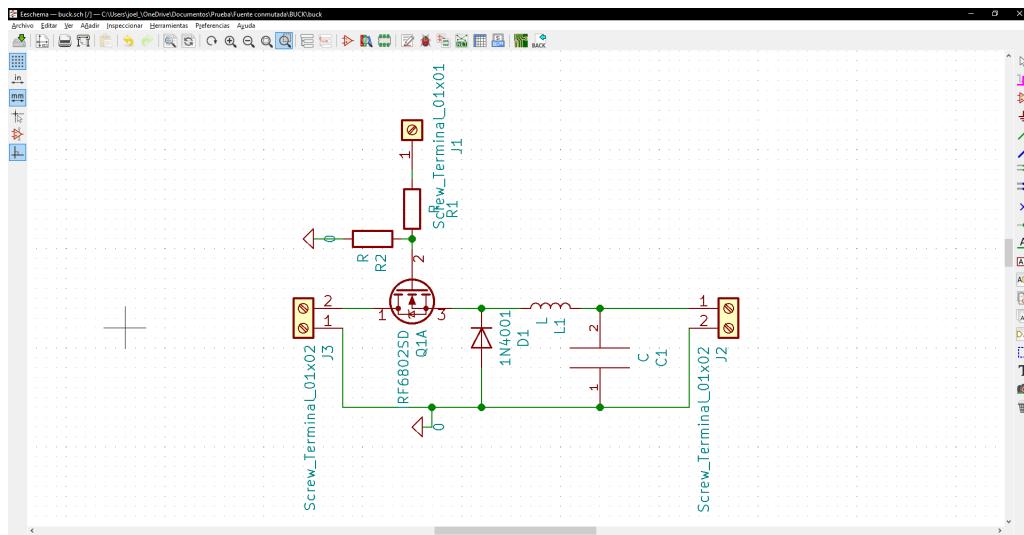 Eeschema — buck.sch [/] — C:\Users\joel_\OneDrive\Documentos\Prueba\Fuente conmutada\BUCK\buck
Archivo Editar Ver Añadir Inspeccionar Herramientas Preferencias Ayuda
BACK
in
mm
Screw_Terminal_01x01
J1
1
R
R1
0
R
R2
2
2
1
1
3
Screw_Terminal_01x02
J3
RF6802SD
Q1A
1N4001
D1
L
L1
2
1
C
C1
1
2
Screw_Terminal_01x02
J2
0